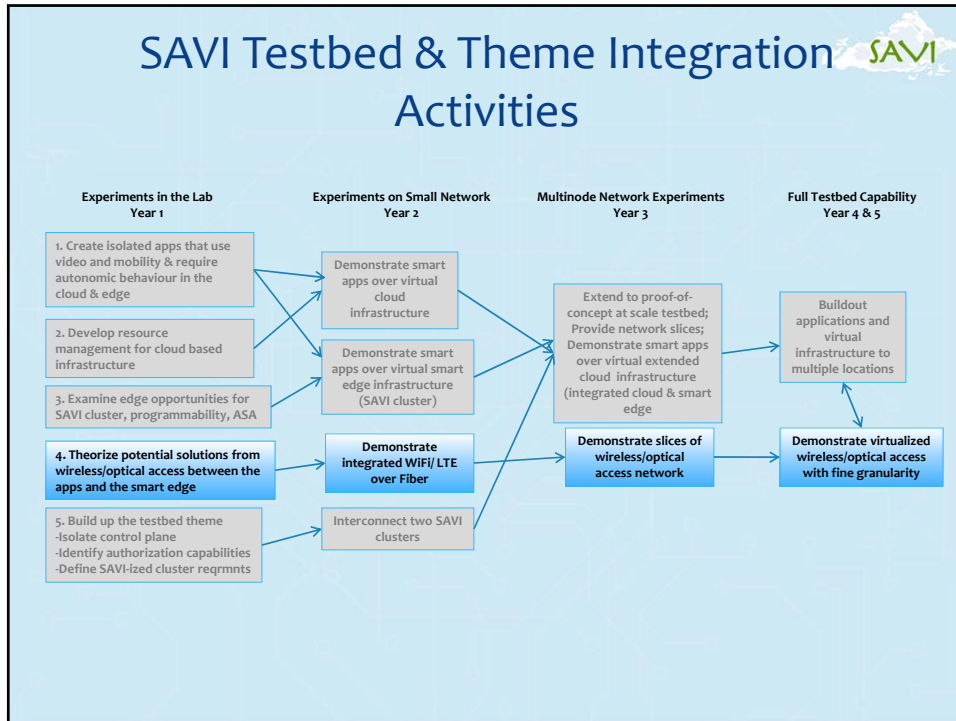 SAVI Testbed & Theme Integration
Activities
SAVI
Experiments in the Lab
Year 1
1. Create isolated apps that use
video and mobility & require
autonomic behaviour in the
cloud & edge
2. Develop resource
management for cloud based
infrastructure
3. Examine edge opportunities for
SAVI cluster, programmability, ASA
4. Theorize potential solutions from
wireless/optical access between the
apps and the smart edge
5. Build up the testbed theme
-Isolate control plane
-Identify authorization capabilities
-Define SAVI-ized cluster reqrmnts
Experiments on Small Network
Year 2
Demonstrate smart
apps over virtual
cloud
infrastructure
Demonstrate smart
apps over virtual smart
edge infrastructure
(SAVI cluster)
Demonstrate
integrated WiFi/ LTE
over Fiber
Interconnect two SAVI
clusters
Multinode Network Experiments
Year 3
Extend to proof-of-
concept at scale testbed;
Provide network slices;
Demonstrate smart apps
over virtual extended
cloud infrastructure
(integrated cloud & smart
edge
Demonstrate slices of
wireless/optical
access network
Full Testbed Capability
Year 4 & 5
Buildout
applications and
virtual
infrastructure to
multiple locations
Demonstrate virtualized
wireless/optical access
with fine granularity